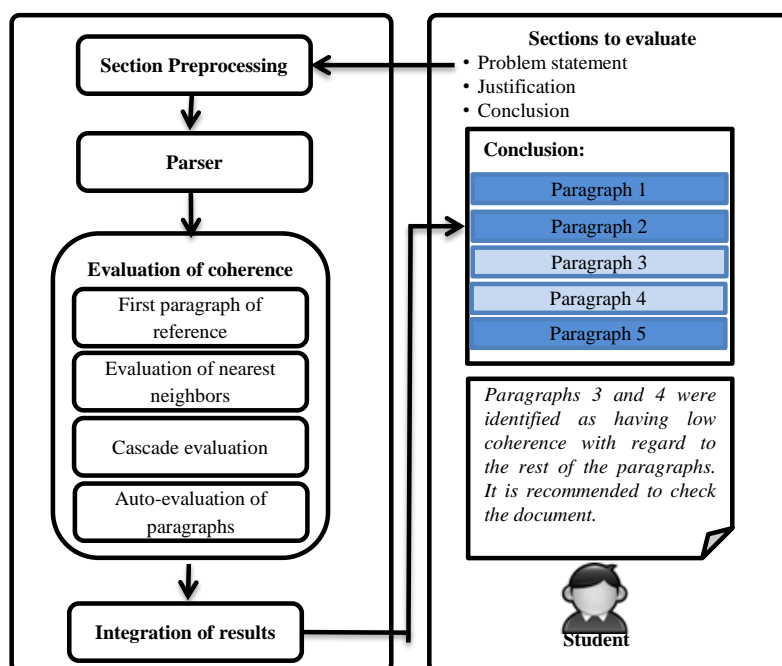 Section Preprocessing
Parser
Evaluation of coherence
First paragraph of
reference
Evaluation of nearest
neighbors
Cascade evaluation
Auto-evaluation of
paragraphs
Integration of results
Sections to evaluate
• Problem statement
• Justification
• Conclusion
Conclusion:
Paragraph 1
Paragraph 2
Paragraph 3
Paragraph 4
Paragraph 5
Paragraphs 3 and 4 were
identified as having low
coherence with regard to
the rest of the paragraphs.
It is recommended to check
the document.
Student